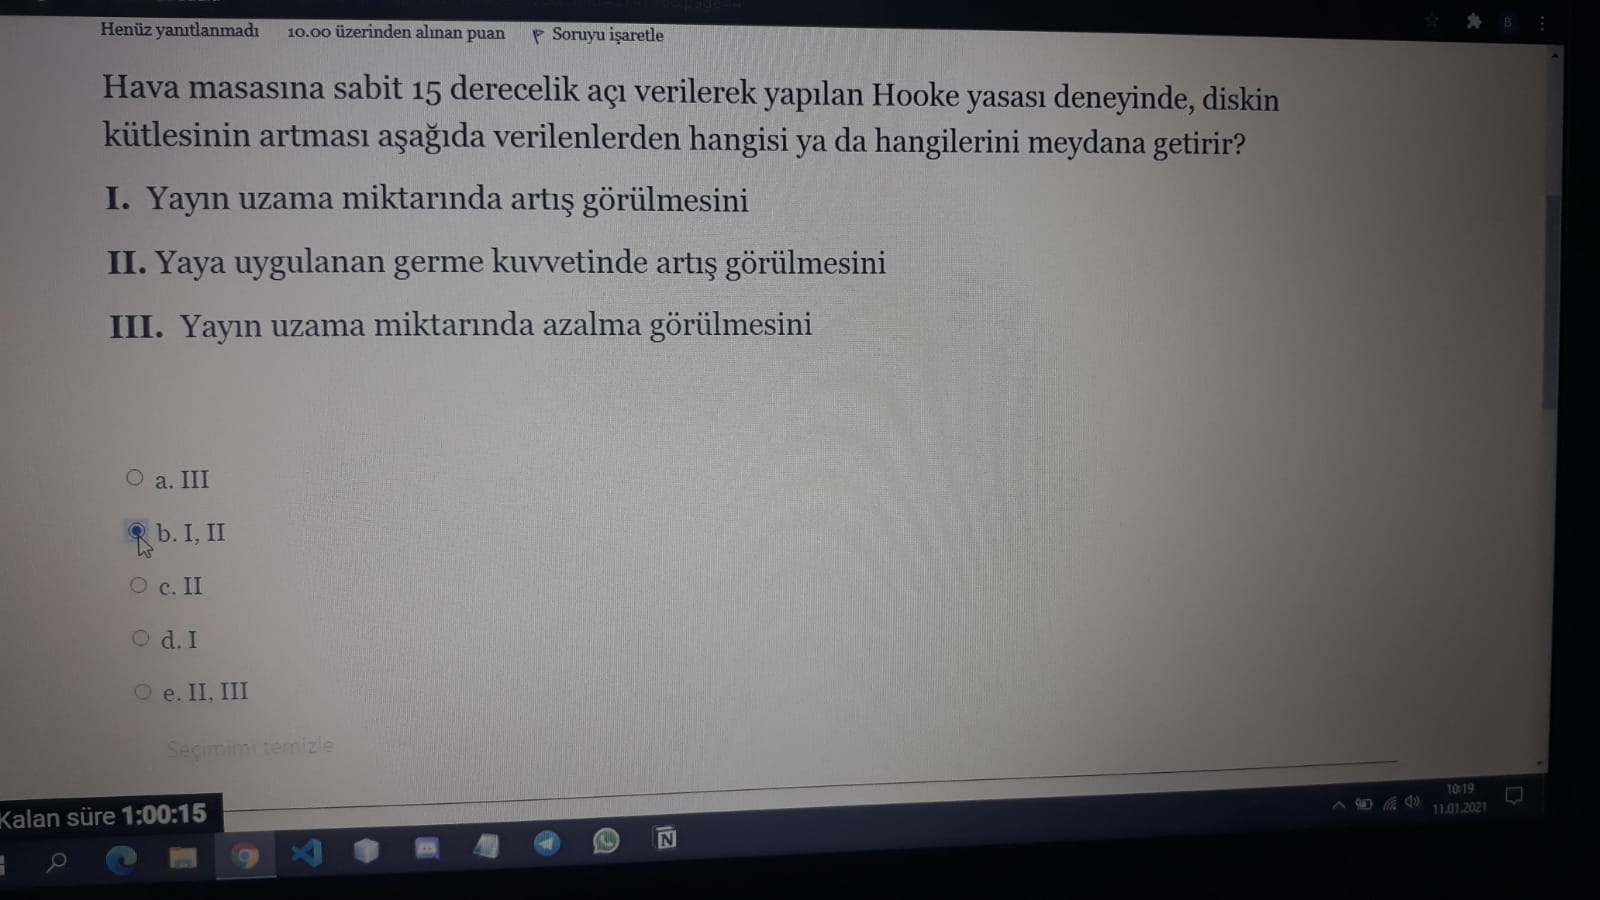 Henüz yanıtlanmadı 10.00 üzerinden alınan puan Soruyu işaretle
B
Hava masasına sabit 15 derecelik açı verilerek yapılan Hooke yasası deneyinde, diskin
kütlesinin artması aşağıda verilenlerden hangisi ya da hangilerini meydana getirir?
I. Yayın uzama miktarında artış görülmesini
II. Yaya uygulanan germe kuvvetinde artış görülmesini
III. Yayın uzama miktarında azalma görülmesini
a. III
b. I, II
c. II
d. I
e. II, III
Seçimimi temizle
Kalan süre 1:00:15
10:19
11.01.2021
N